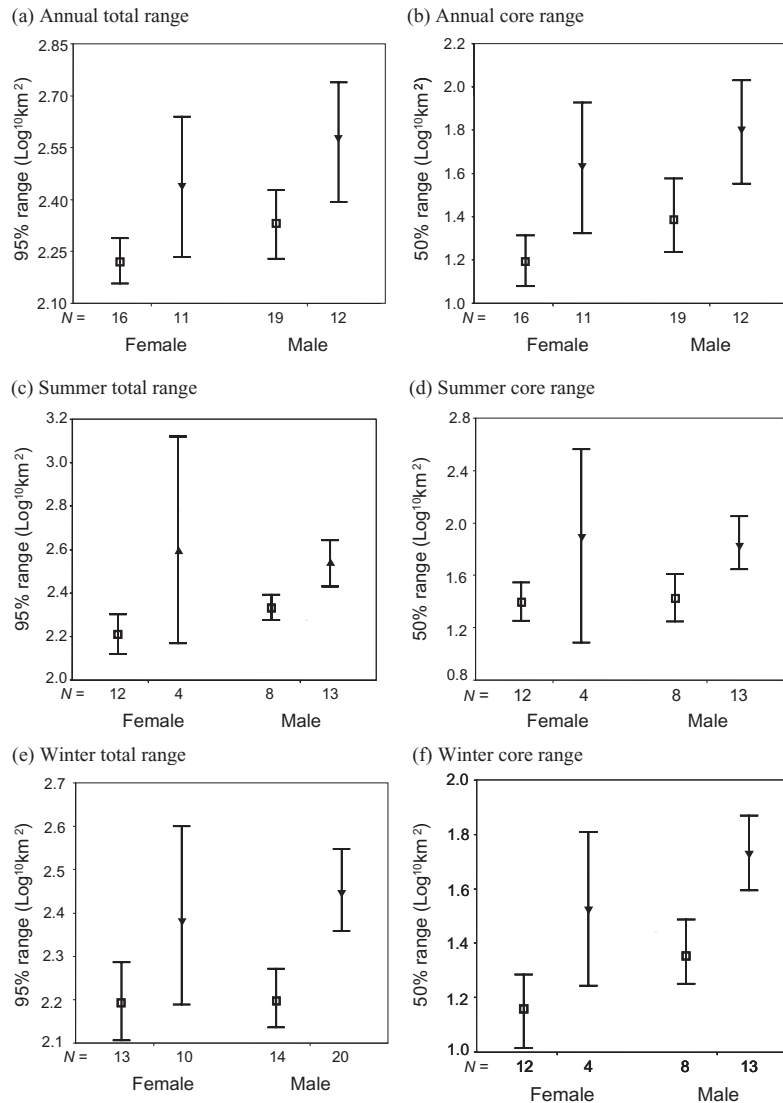 (a) Annual total range
95% range (Log¹⁰km²)
2.85
2.70
2.55
2.40
2.25
2.10
N = 16 11 19 12
Female Male
(b) Annual core range
50% range (Log¹⁰km²)
2.2
2.0
1.8
1.6
1.4
1.2
1.0
N = 16 11 19 12
Female Male
(c) Summer total range
95% range (Log¹⁰km²)
3.2
3.0
2.8
2.6
2.4
2.2
2.0
N = 12 4 8 13
Female Male
(d) Summer core range
50% range (Log¹⁰km²)
2.8
2.4
2.0
1.6
1.2
0.8
N = 12 4 8 13
Female Male
(e) Winter total range
95% range (Log¹⁰km²)
2.7
2.6
2.4
2.3
2.2
2.1
N = 13 10 14 20
Female Male
(f) Winter core range
50% range (Log¹⁰km²)
2.0
1.8
1.6
1.4
1.2
1.0
N = 12 4 8 13
Female Male